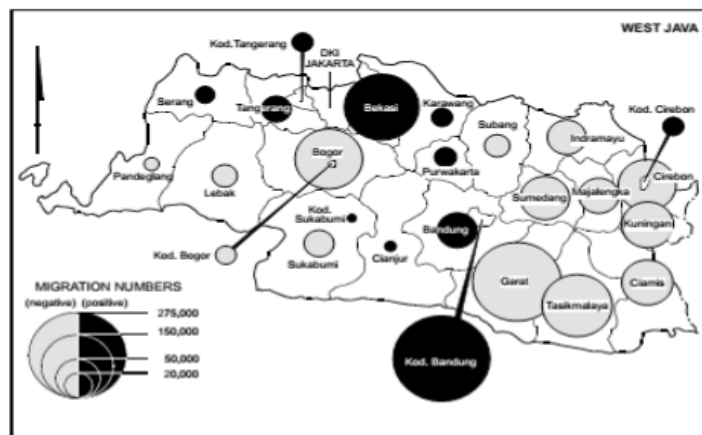 WEST JAVA
Kod.Tangerang
DKI
JAKARTA
Serang
Tangerang
Bekasi
Karawang
Kod. Cirebon
Subang
Indramayu
Pandeglang
Lebak
Bogor
Purwakarta
Sumedang
Majalengka
Cirebon
Kuningan
Kod.
Sukabumi
Bandung
Kod. Bogor
Sukabumi
Cianjur
Garat
Tasikmalaya
Ciamis
Kod. Bandung
MIGRATION NUMBERS
(negative) (positive)
275,000
150,000
50,000
20,000